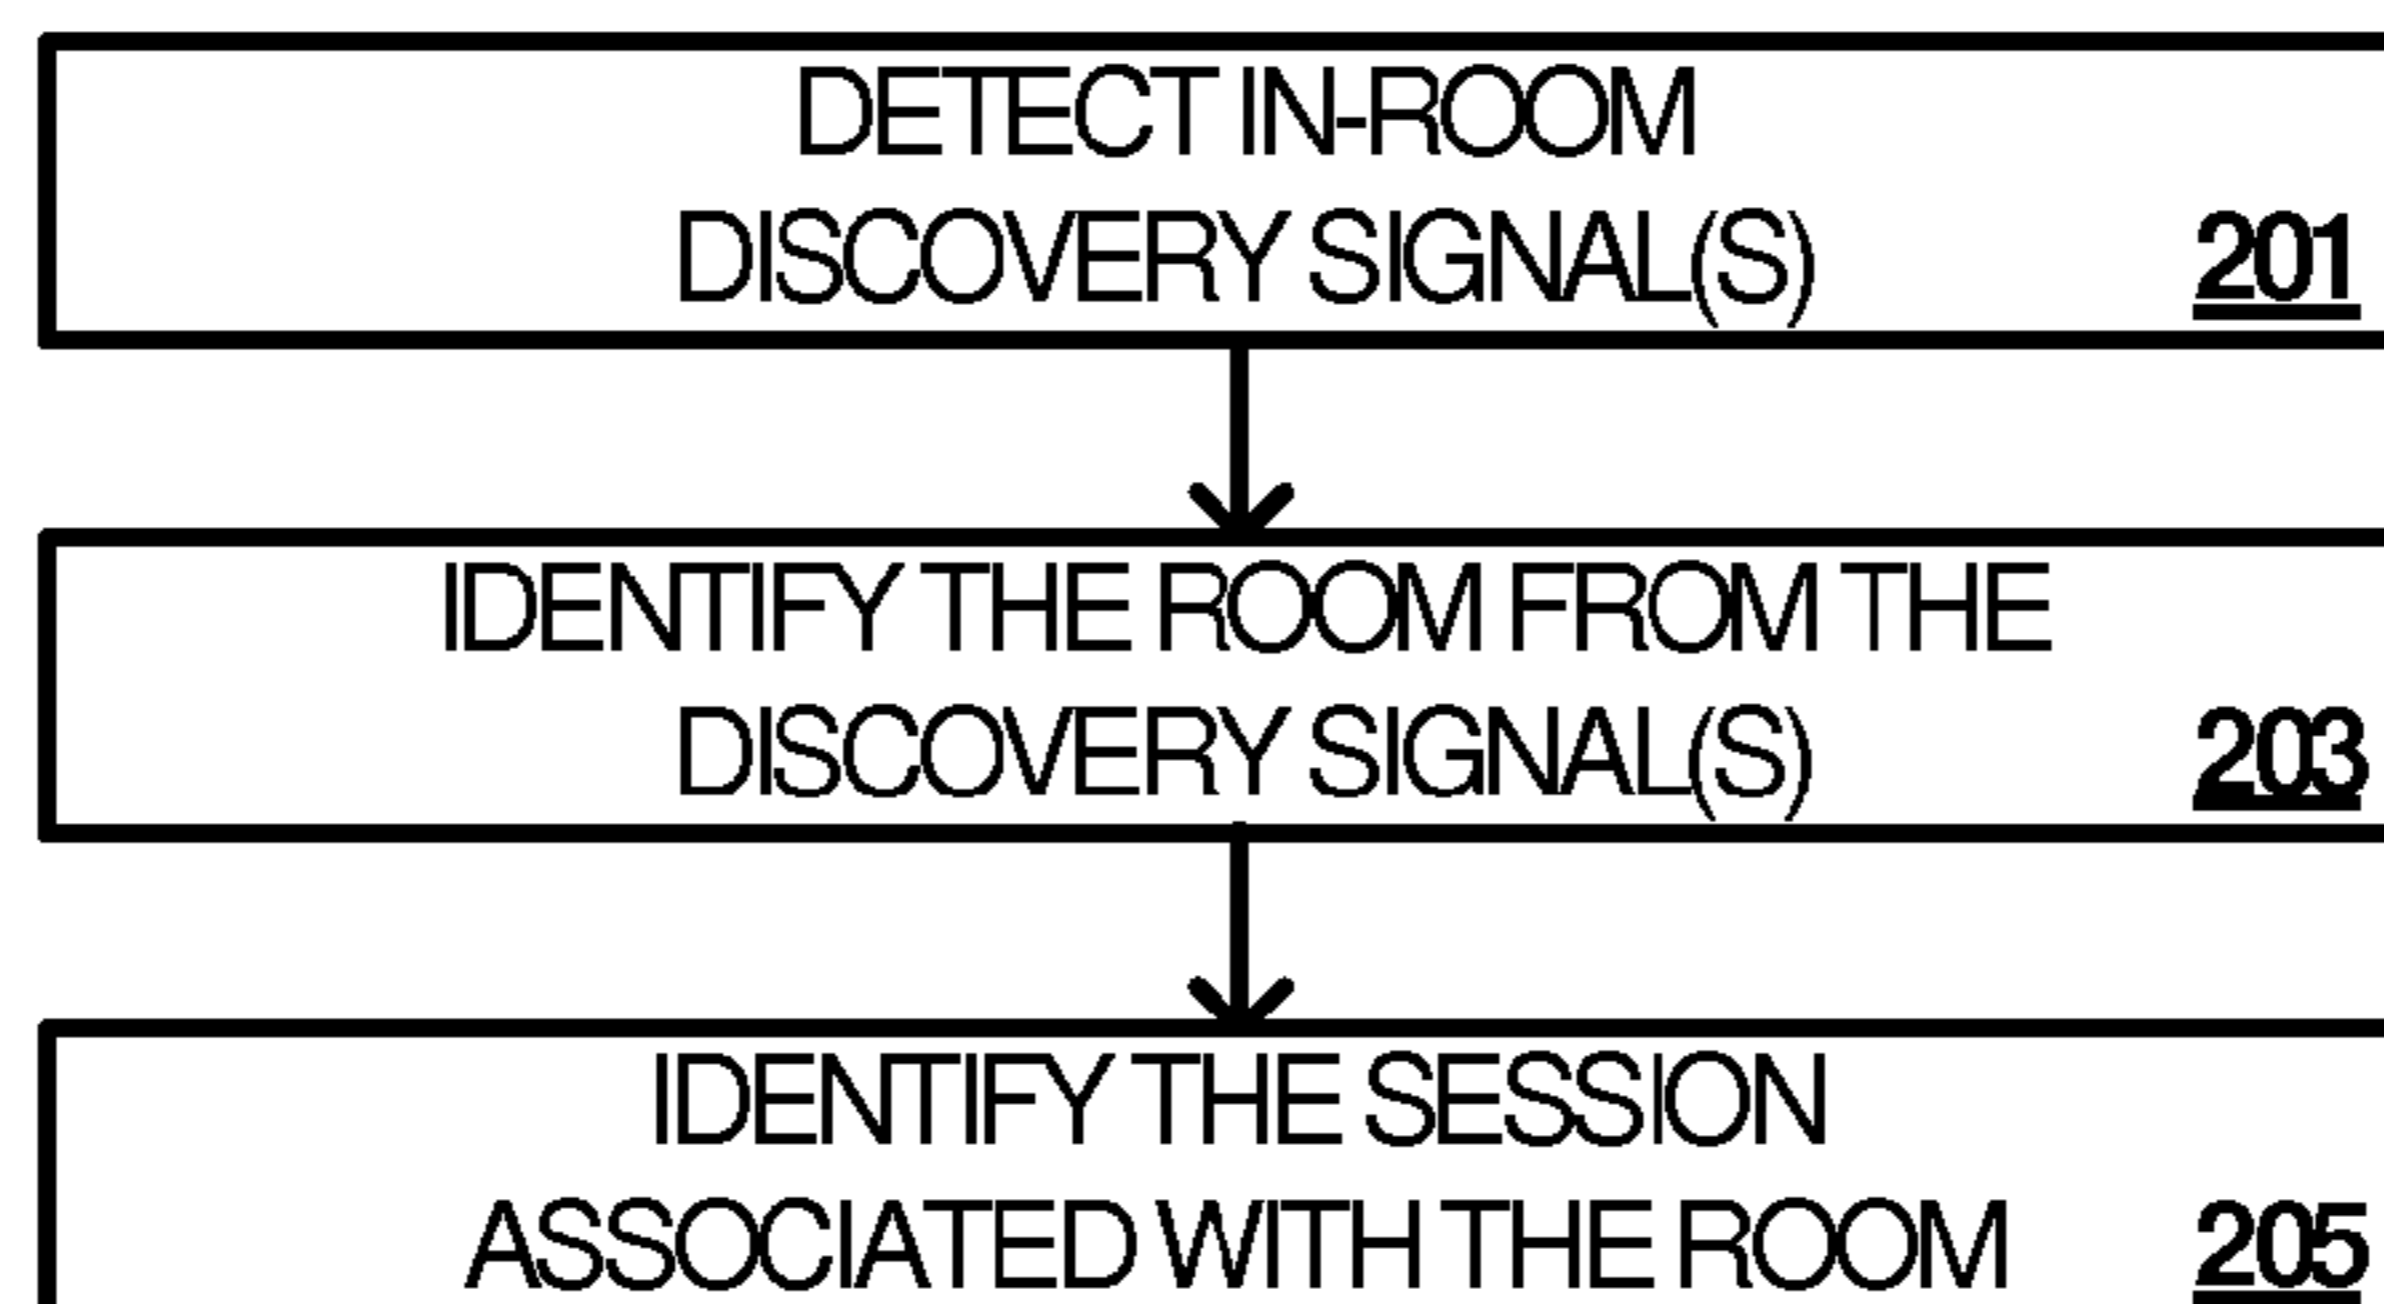 DETECT IN-ROOM
DISCOVERY SIGNAL(S)
201
IDENTIFY THE ROOM FROM THE
DISCOVERY SIGNAL(S)
203
IDENTIFY THE SESSION
ASSOCIATED WITH THE ROOM
205